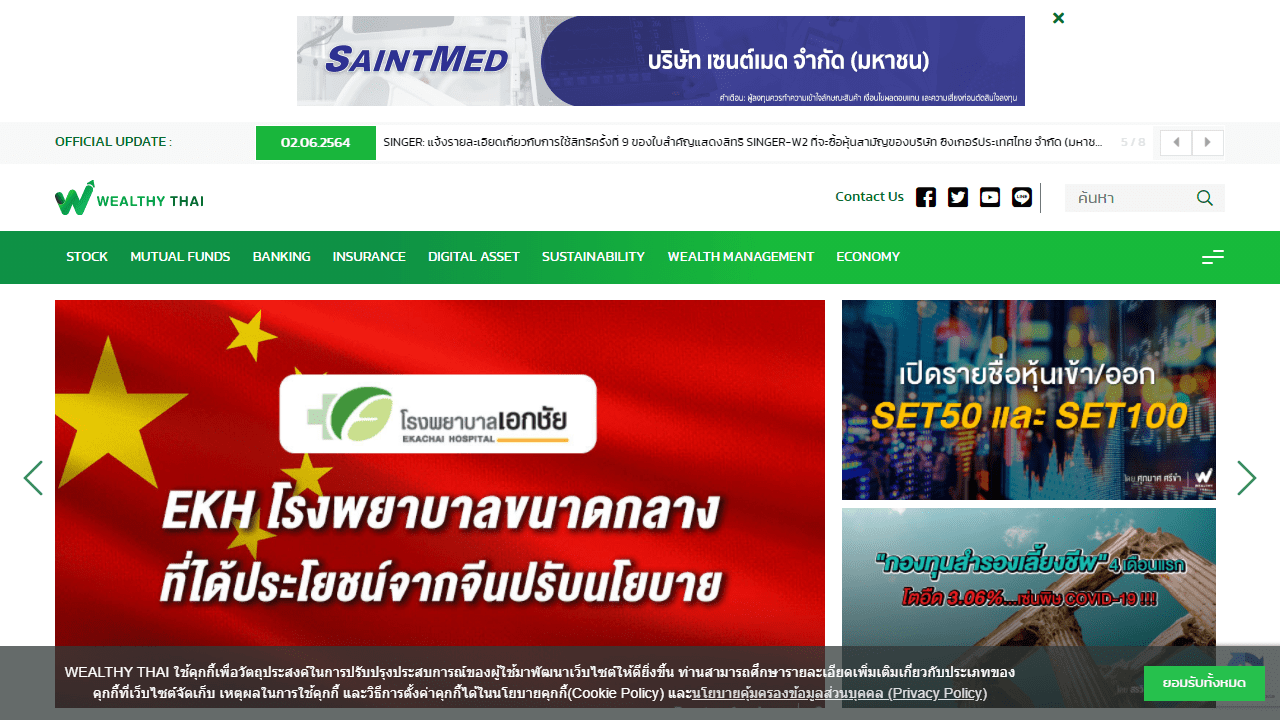 SAINTMED
บริษัท เซนต์เมด จำกัด (มหาชน)
คำเตือน: ผู้ลงทุนควรทำความเข้าใจลักษณะสินค้า เงื่อนไขผลตอบแทน และความเสี่ยงก่อนตัดสินใจลงทุน
OFFICIAL UPDATE :
02.06.2564
SINGER: แจ้งรายละเอียดเกี่ยวกับการใช้สิทธิครั้งที่ 9 ของใบสำคัญแสดงสิทธิ SINGER-W2 ที่จะซื้อหุ้นสามัญของบริษัท ซิงเกอร์ประเทศไทย จำกัด (มหาช...
5 / 8
WEALTHY THAI
Contact Us
LINE
ค้นหา
STOCK MUTUAL FUNDS BANKING INSURANCE DIGITAL ASSET SUSTAINABILITY WEALTH MANAGEMENT ECONOMY
โรงพยาบาลเอกชัย
EKACHAI HOSPITAL
EKH โรงพยาบาลขนาดกลาง
ที่ได้ประโยชน์จากจีนปรับนโยบาย
เปิดรายชื่อหุ้นเข้า/ออก
SET50 และ SET100
โดย ศุภมาศ ศรีขำ
"กองทุนสำรองเลี้ยงชีพ" 4 เดือนแรก
โตอืด 3.06%...เซ่นพิษ COVID-19 !!!
WEALTHY THAI ใช้คุกกี้เพื่อวัตถุประสงค์ในการปรับปรุงประสบการณ์ของผู้ใช้มาพัฒนาเว็บไซต์ให้ดียิ่งขึ้น ท่านสามารถศึกษารายละเอียดเพิ่มเติมเกี่ยวกับประเภทของ
คุกกี้ที่เว็บไซต์จัดเก็บ เหตุผลในการใช้คุกกี้ และวิธีการตั้งค่าคุกกี้ได้ในนโยบายคุกกี้(Cookie Policy) และนโยบายคุ้มครองข้อมูลส่วนบุคคล (Privacy Policy)
ยอมรับทั้งหมด